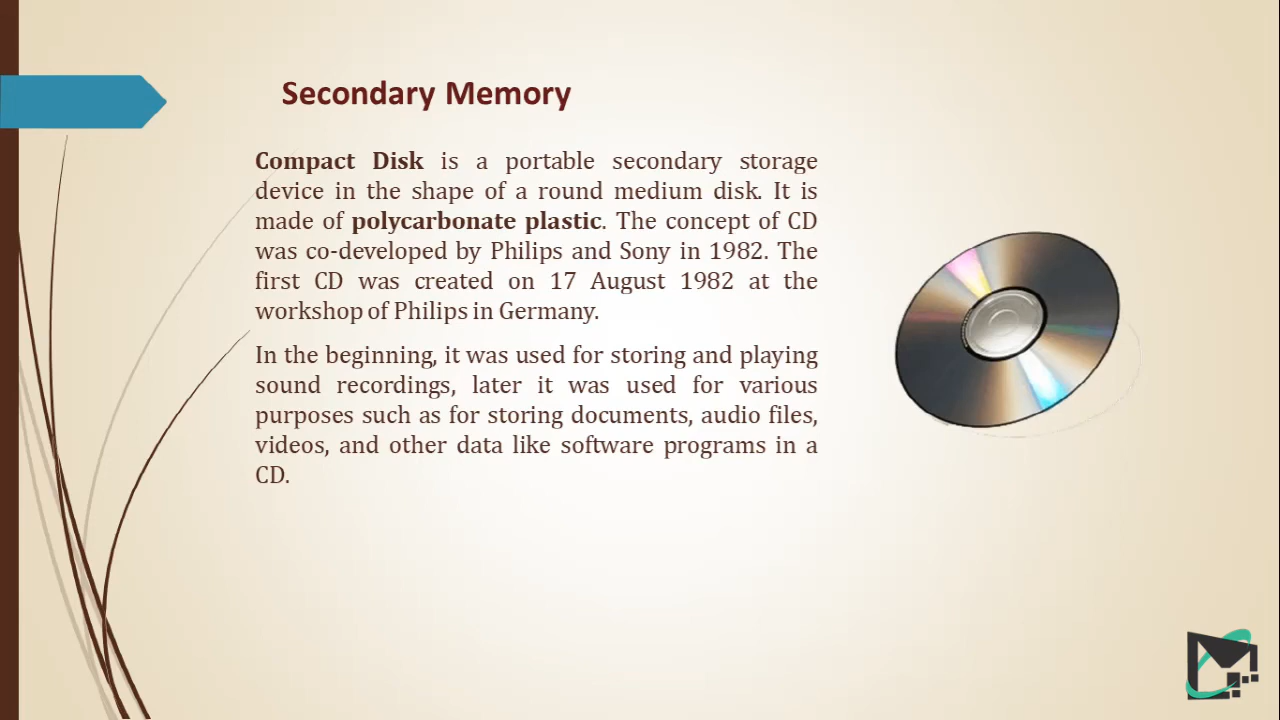 Secondary Memory
Compact Disk is a portable secondary storage
device in the shape of a round medium disk. It is
made of polycarbonate plastic. The concept of CD
was co-developed by Philips and Sony in 1982. The
first CD was created on 17 August 1982 at the
workshop of Philips in Germany.
In the beginning, it was used for storing and playing
sound recordings, later it was used for various
purposes such as for storing documents, audio files,
videos, and other data like software programs in a
CD.